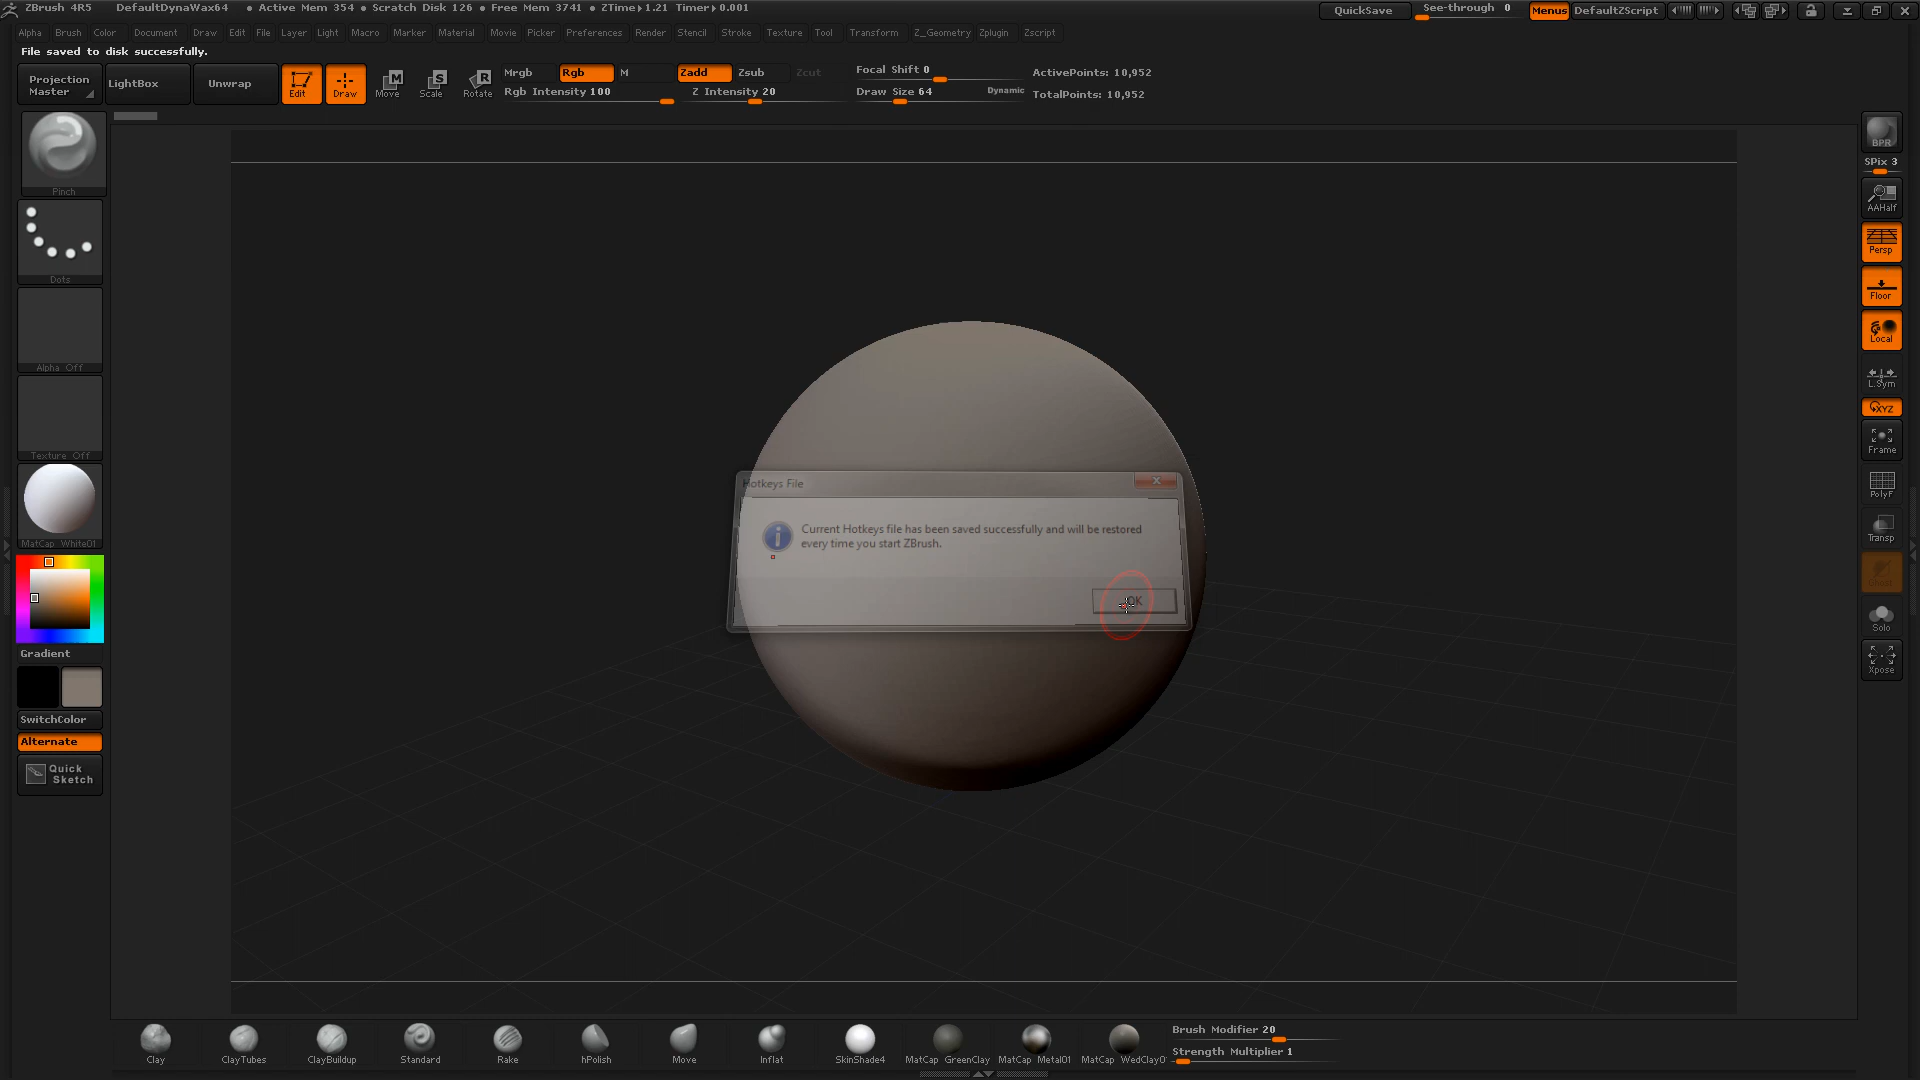 ZBrush 4R5 DefaultDynaWax64 • Active Mem 354 • Scratch Disk 126 • Free Mem 3741 • ZTime▸1.21 Timer▸0.001 QuickSave See-through 0 Menus DefaultZScript
Alpha Brush Color Document Draw Edit File Layer Light Macro Marker Material Movie Picker Preferences Render Stencil Stroke Texture Tool Transform Z_Geometry Zplugin Zscript
File saved to disk successfully.
Projection Master
LightBox
Unwrap
Edit
Draw
Move
Scale
Rotate
Mrgb Rgb M Zadd Zsub Zcut
Rgb Intensity 100 Z Intensity 20
Focal Shift 0
Draw Size 64 Dynamic
ActivePoints: 10,952
TotalPoints: 10,952
Pinch
Dots
Alpha Off
Texture Off
MatCap White01
Gradient
SwitchColor
Alternate
Quick Sketch
Hotkeys File
Current Hotkeys file has been saved successfully and will be restored
every time you start ZBrush.
OK
BPR
SPix 3
AAHalf
Persp
Floor
Local
L.Sym
XYZ
Frame
PolyF
Transp
Solo
Xpose
Clay ClayTubes ClayBuildup Standard Rake hPolish Move Inflat SkinShade4 MatCap GreenClay MatCap Metal01 MatCap WedClay01
Brush Modifier 20
Strength Multiplier 1